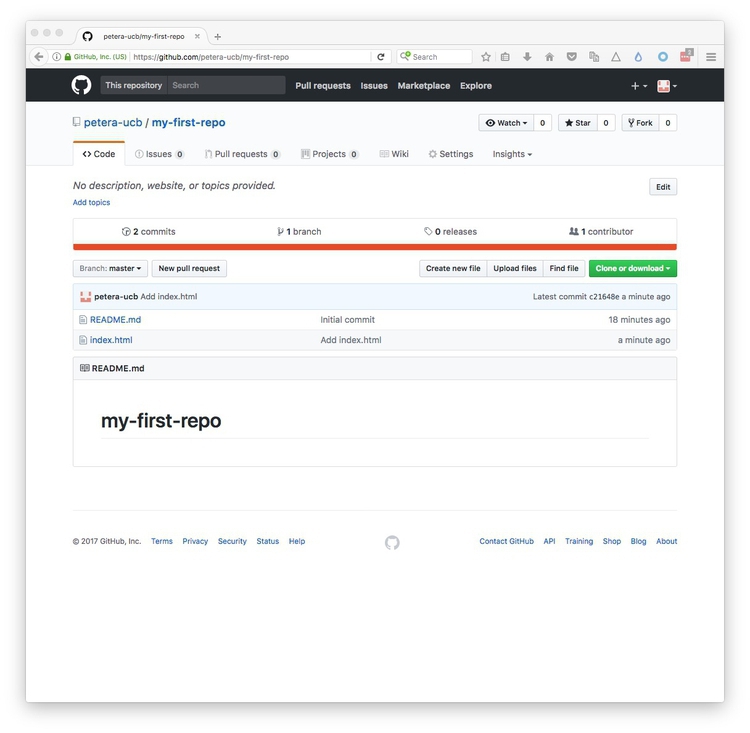 petera-ucb/my-first-repo
GitHub, Inc. (US) https://github.com/petera-ucb/my-first-repo Search
This repository Search Pull requests Issues Marketplace Explore
petera-ucb / my-first-repo Watch 0 Star 0 Fork 0
Code Issues 0 Pull requests 0 Projects 0 Wiki Settings Insights
No description, website, or topics provided. Edit
Add topics
2 commits 1 branch 0 releases 1 contributor
Branch: master New pull request Create new file Upload files Find file Clone or download
petera-ucb Add index.html Latest commit c21648e a minute ago
README.md Initial commit 18 minutes ago
index.html Add index.html a minute ago
README.md
my-first-repo
© 2017 GitHub, Inc. Terms Privacy Security Status Help Contact GitHub API Training Shop Blog About